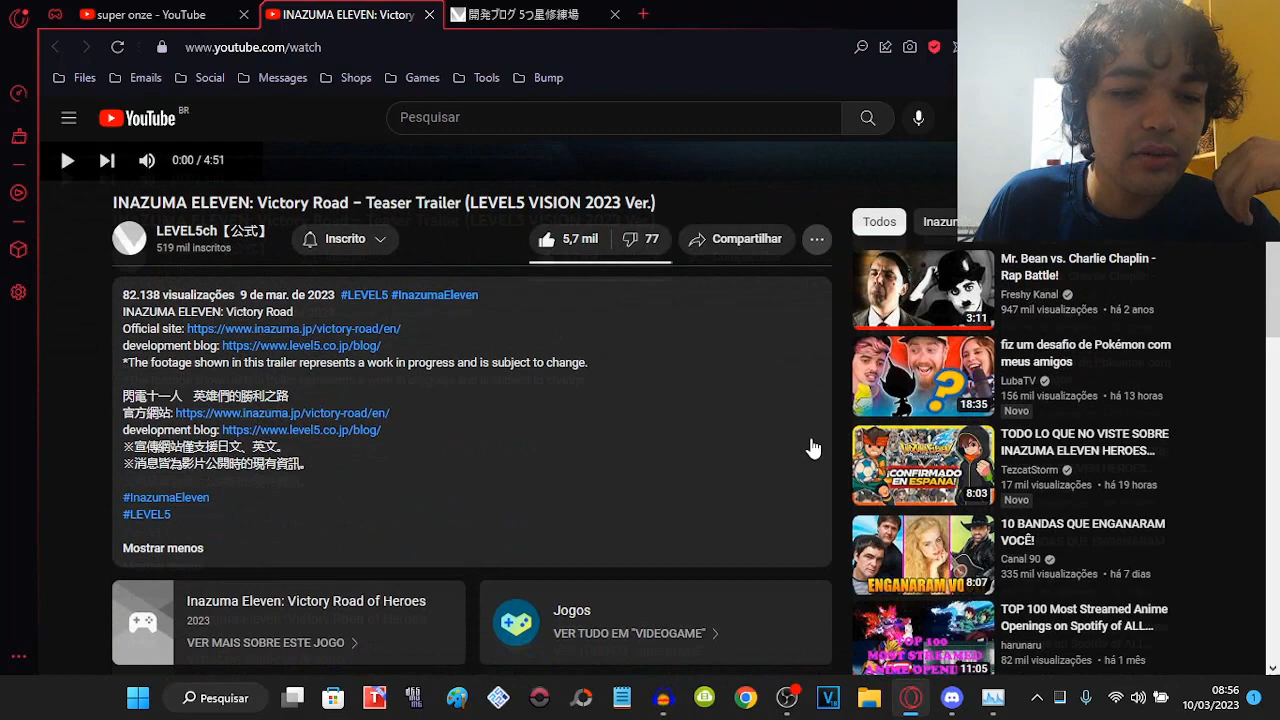 super onze - YouTube
INAZUMA ELEVEN: Victory
開発ブログ 5つ星修練場
www.youtube.com/watch
Files
Emails
Social
Messages
Shops
Games
Tools
Bump
YouTube BR
Pesquisar
0:00 / 4:51
INAZUMA ELEVEN: Victory Road – Teaser Trailer (LEVEL5 VISION 2023 Ver.)
LEVEL5ch【公式】
519 mil inscritos
Inscrito
5,7 mil
77
Compartilhar
82.138 visualizações 9 de mar. de 2023 #LEVEL5 #InazumaEleven
INAZUMA ELEVEN: Victory Road
Official site: https://www.inazuma.jp/victory-road/en/
development blog: https://www.level5.co.jp/blog/
*The footage shown in this trailer represents a work in progress and is subject to change.
閃電十一人 英雄們的勝利之路
官方網站: https://www.inazuma.jp/victory-road/en/
development blog: https://www.level5.co.jp/blog/
※宣傳網站僅有日文、英文
※消息皆為影片公開時的資訊。
#InazumaEleven
#LEVEL5
Mostrar menos
Inazuma Eleven: Victory Road of Heroes
2023
VER MAIS SOBRE ESTE JOGO
Jogos
VER TUDO EM "VIDEOGAME"
Todos
Inazum
3:11
Mr. Bean vs. Charlie Chaplin -
Rap Battle!
Freshy Kanal
947 mil visualizações • há 2 anos
18:35
fiz um desafio de Pokémon com
meus amigos
LubaTV
156 mil visualizações • há 13 horas
Novo
¡CONFIRMADO
EN ESPAÑA!
8:03
TODO LO QUE NO VISTE SOBRE
INAZUMA ELEVEN HEROES...
TezcatStorm
17 mil visualizações • há 19 horas
Novo
ENGANARAM VO
8:07
10 BANDAS QUE ENGANARAM
VOCÊ!
Canal 90
335 mil visualizações • há 7 dias
TOP 100
MOST STREAMED
ANIME OPENI
11:05
TOP 100 Most Streamed Anime
Openings on Spotify of ALL...
harunaru
82 mil visualizações • há 1 mês
Pesquisar
08:56
10/03/2023
1